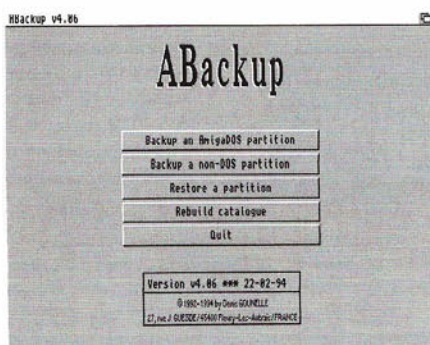 ABackup v4.06
ABackup
Backup an AmigaDOS partition
Backup a non-DOS partition
Restore a partition
Rebuild catalogue
Quit
Version v4.06 *** 22-02-94
©1992-1994 by Denis GOUNELLE
27, rue J. GUESDE / 45400 Fleury-Les-Aubrais / FRANCE